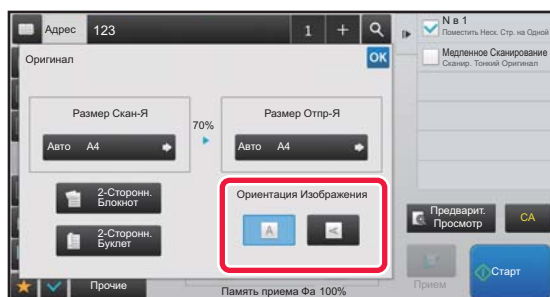 Адрес 123 1 +
N в 1
Поместить Неск. Стр. на Одной
Медленное Сканирование
Сканир. Тонкий Оригинал
Оригинал
OK
Размер Скан-Я
70%
Размер Отпр-Я
Авто A4
Авто A4
2-Сторонн.
Блокнот
2-Сторонн.
Буклет
Ориентация Изображения
A
A
Предварит.
Просмотр
CA
Прочие
Память приема Фа 100%
Прием
Старт